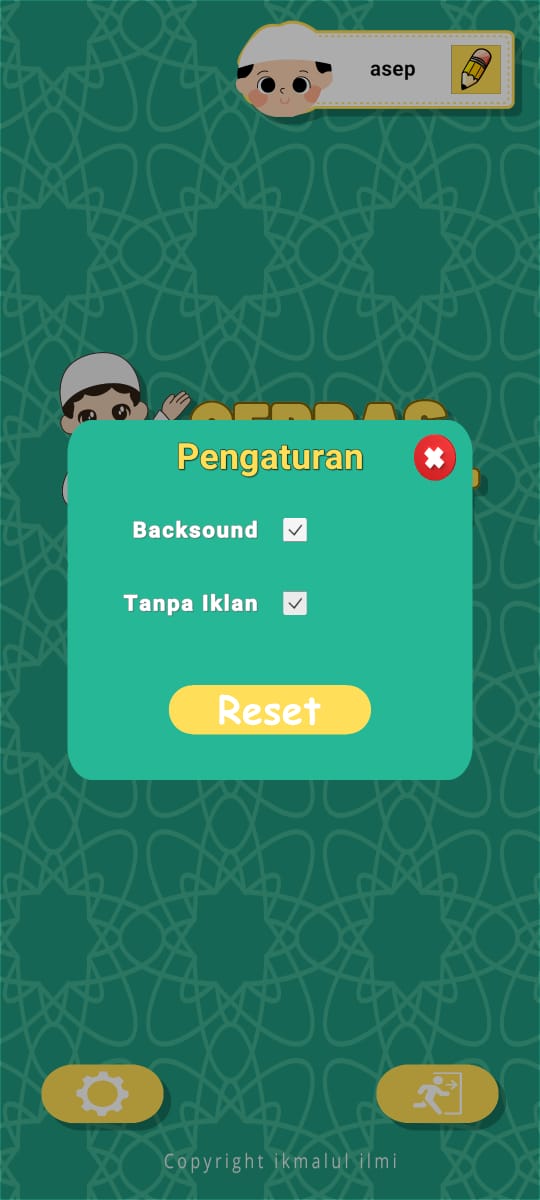 asep
Pengaturan
Backsound
Tanpa Iklan
Reset
Copyright ikmalul ilmi